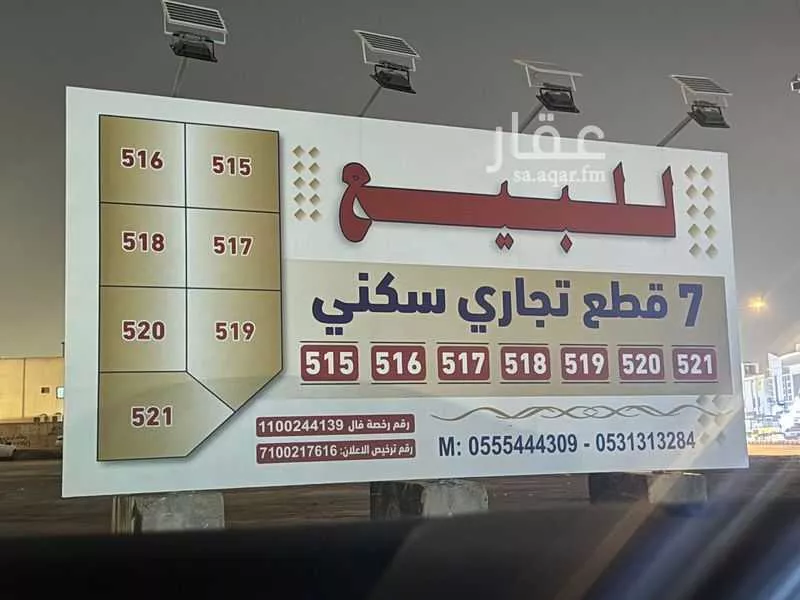 عقار
sa.aqar.fm
للبيع
7 قطع تجاري سكني
515 516 517 518 519 520 521
M: 0555444309 - 0531313284
رقم رخصة فال 1100244139
رقم ترخيص الاعلان: 7100217616
516 515
518 517
520 519
521